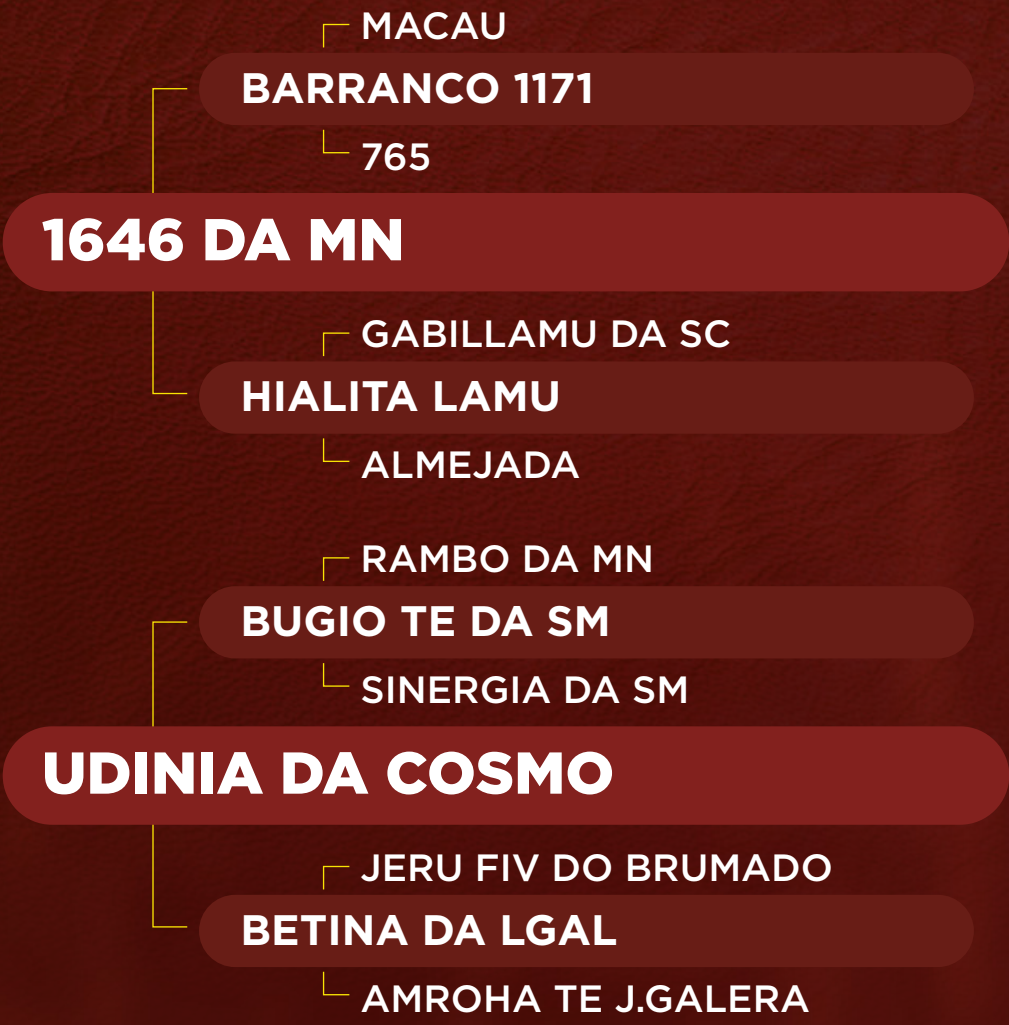 MACAU
BARRANCO 1171
765
1646 DA MN
GABILLAMU DA SC
HIALITA LAMU
ALMEJADA
RAMBO DA MN
BUGIO TE DA SM
SINERGIA DA SM
UDINIA DA COSMO
JERU FIV DO BRUMADO
BETINA DA LGAL
AMROHA TE J.GALERA